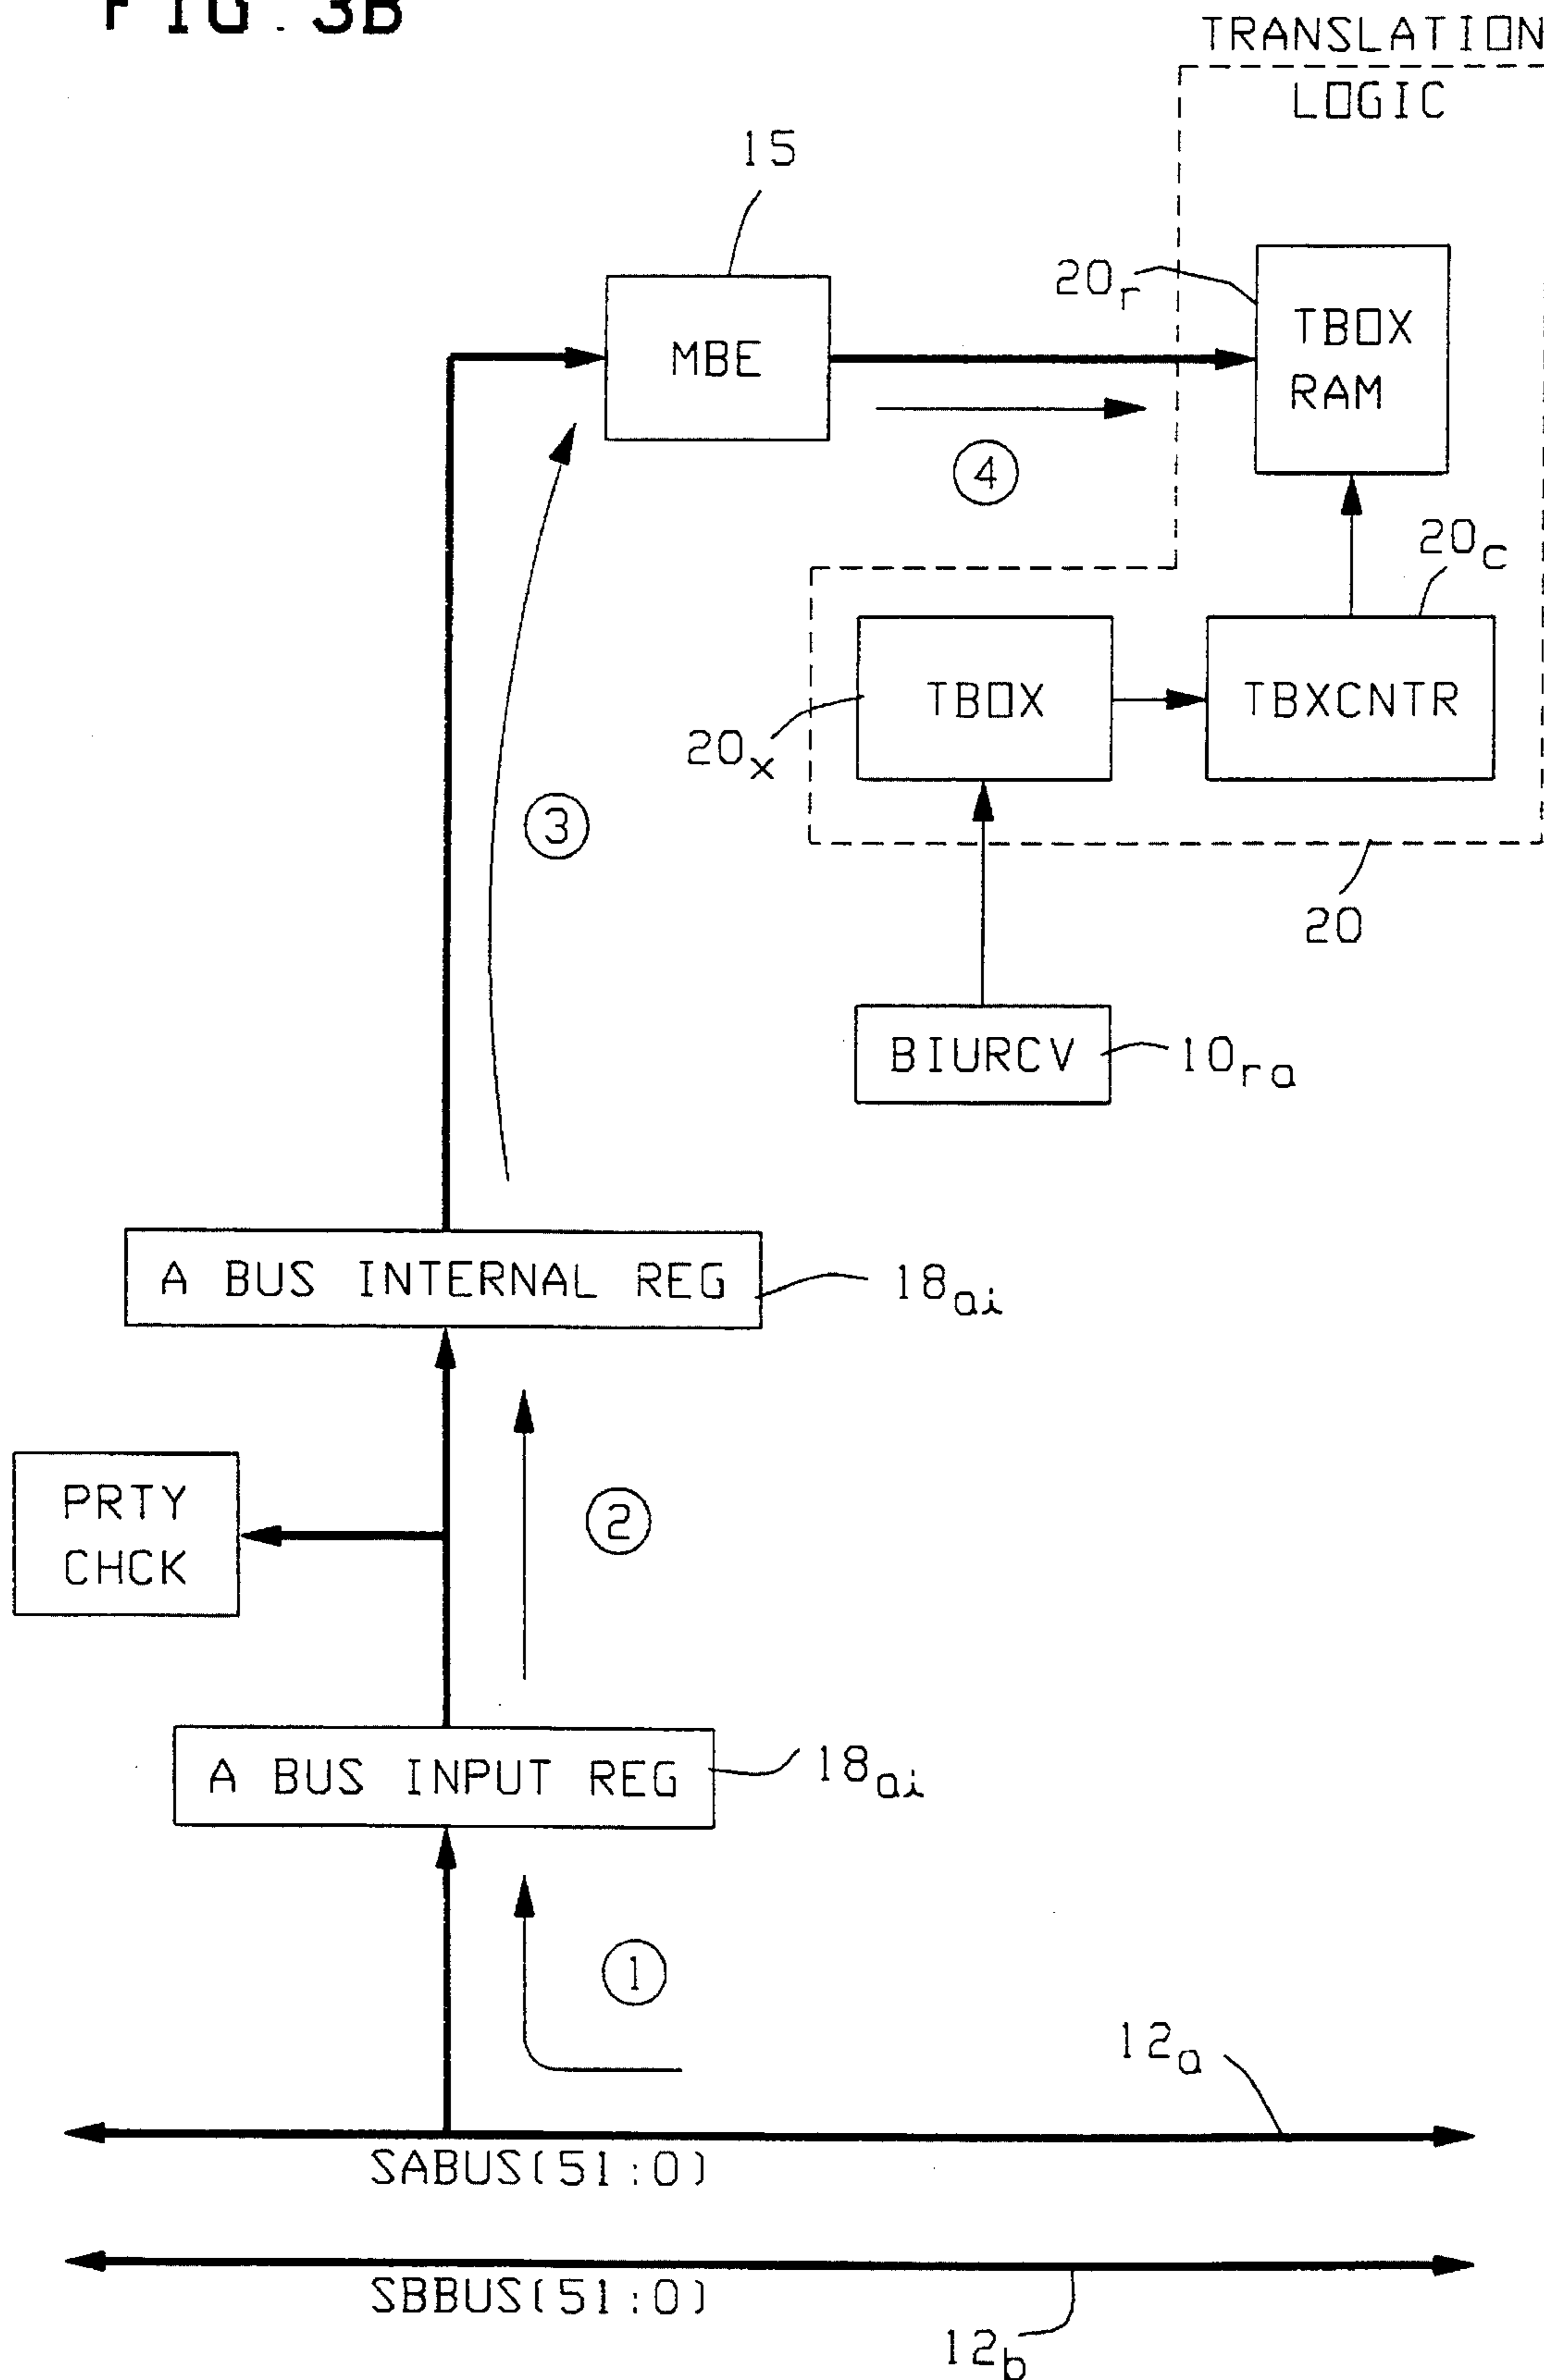 FIG. 3B
TRANSLATION
LOGIC
15
20r
TBOX
RAM
MBE
4
20c
TBOX
TBXCNTR
20x
3
20
BIURCV
10ra
A BUS INTERNAL REG
18ai
PRTY
CHCK
2
A BUS INPUT REG
18ai
1
12a
SABUS(51:0)
SBBUS(51:0)
12b